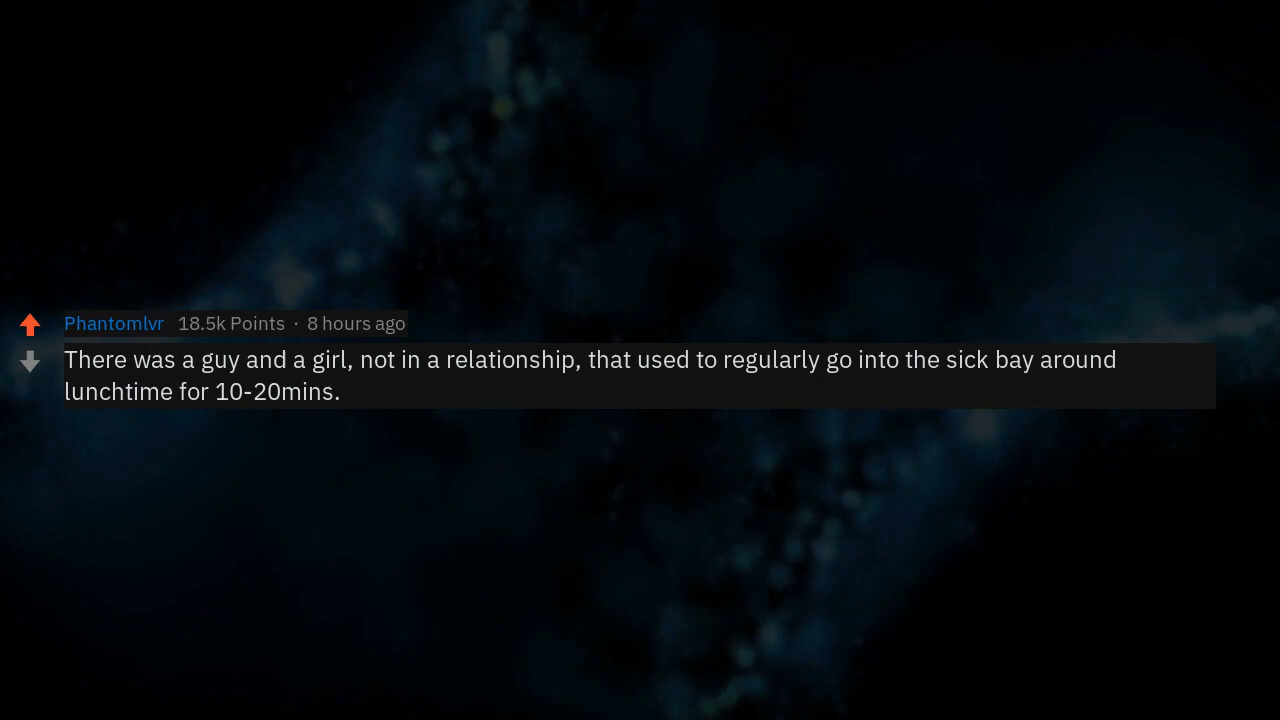 Phantomlvr 18.5k Points · 8 hours ago
There was a guy and a girl, not in a relationship, that used to regularly go into the sick bay around
lunchtime for 10-20mins.